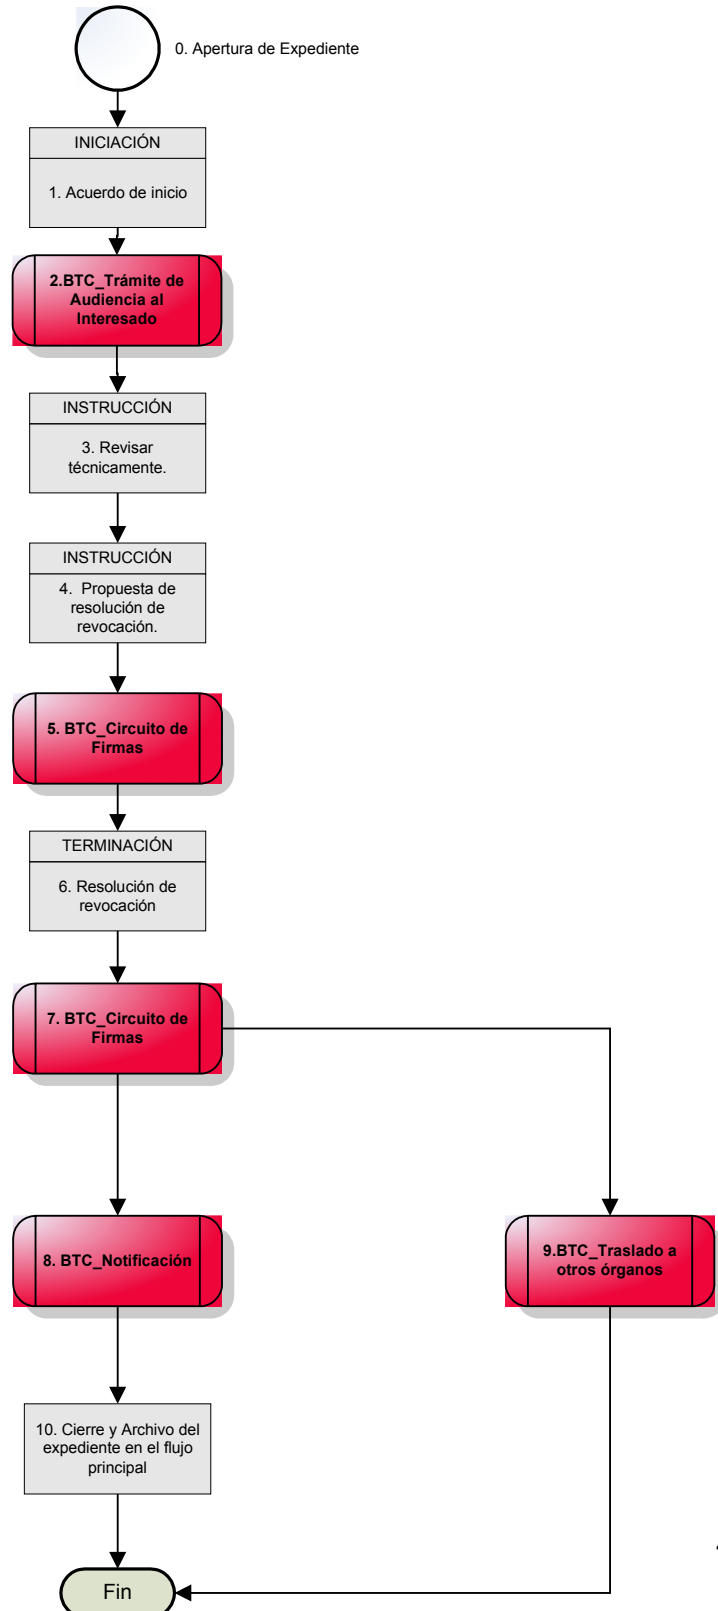 0. Apertura de Expediente
INICIACIÓN
1. Acuerdo de inicio
2.BTC_Trámite de
Audiencia al
Interesado
INSTRUCCIÓN
3. Revisar
técnicamente.
INSTRUCCIÓN
4.  Propuesta de
resolución de
revocación.
5. BTC_Circuito de
Firmas
TERMINACIÓN
6. Resolución de
revocación
7. BTC_Circuito de
Firmas
8. BTC_Notificación
9.BTC_Traslado a
otros órganos
10. Cierre y Archivo del
expediente en el flujo
principal
Fin